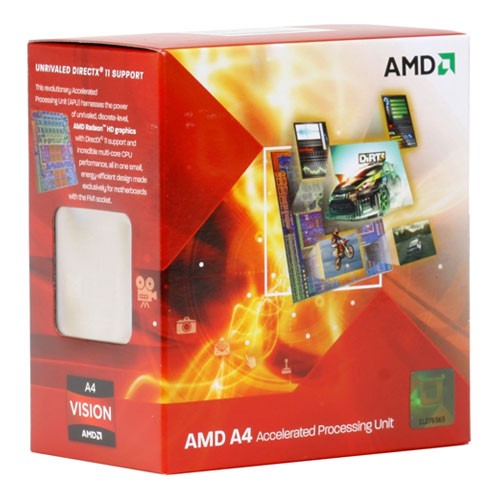 UNRIVALED DIRECTX® 11 SUPPORT
This revolutionary Accelerated
Processing Unit (APU) harnesses the power
of unrivaled, discrete-level,
AMD Radeon™ HD graphics
with DirectX® 11 support and
incredible multi-core CPU
performance, all in one small,
energy-efficient design made
exclusively for motherboards
with the FM1 socket.
A4
VISION
AMD
AMD
DiRT3
AMD A4 Accelerated Processing Unit